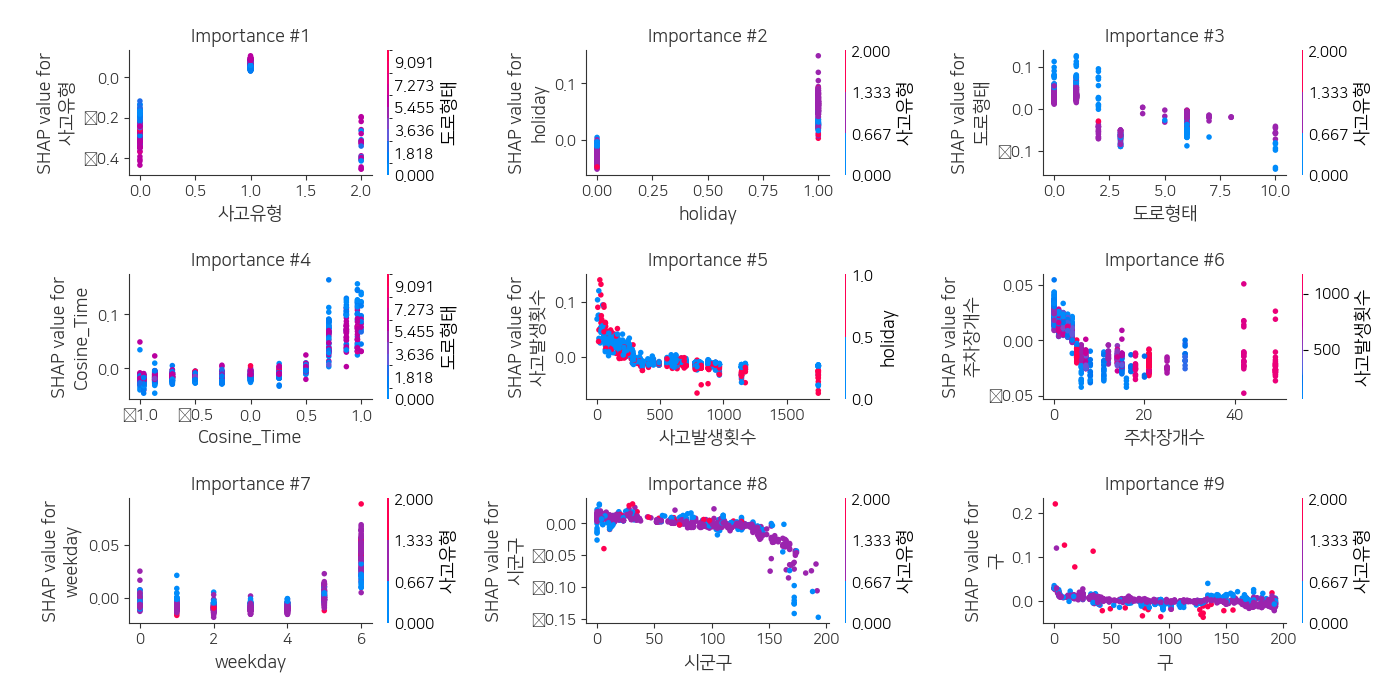 Importance #1
SHAP value for
사고유형
0.0
0.2
0.4
0.0
0.5
1.0
1.5
2.0
사고유형
9.091
7.273
5.455
3.636
1.818
0.000
도로형태
Importance #2
SHAP value for
holiday
0.1
0.0
0.00
0.25
0.50
0.75
1.00
holiday
2.000
1.333
0.667
0.000
사고유형
Importance #3
SHAP value for
도로형태
0.1
0.0
0.1
0.0
2.5
5.0
7.5
10.0
도로형태
2.000
1.333
0.667
0.000
사고유형
Importance #4
SHAP value for
Cosine_Time
0.1
0.0
1.0
0.5
0.0
0.5
1.0
Cosine_Time
9.091
7.273
5.455
3.636
1.818
0.000
도로형태
Importance #5
SHAP value for
사고발생횟수
0.1
0.0
0
500
1000
1500
사고발생횟수
1.0
0.5
0.0
holiday
Importance #6
SHAP value for
주차장개수
0.05
0.00
0.05
0
20
40
주차장개수
1000
500
사고발생횟수
Importance #7
SHAP value for
weekday
0.05
0.00
0
2
4
6
weekday
2.000
1.333
0.667
0.000
사고유형
Importance #8
SHAP value for
시군구
0.00
0.05
0.10
0.15
0
50
100
150
200
시군구
2.000
1.333
0.667
0.000
사고유형
Importance #9
SHAP value for
구
0.2
0.1
0.0
0
50
100
150
200
구
2.000
1.333
0.667
0.000
사고유형